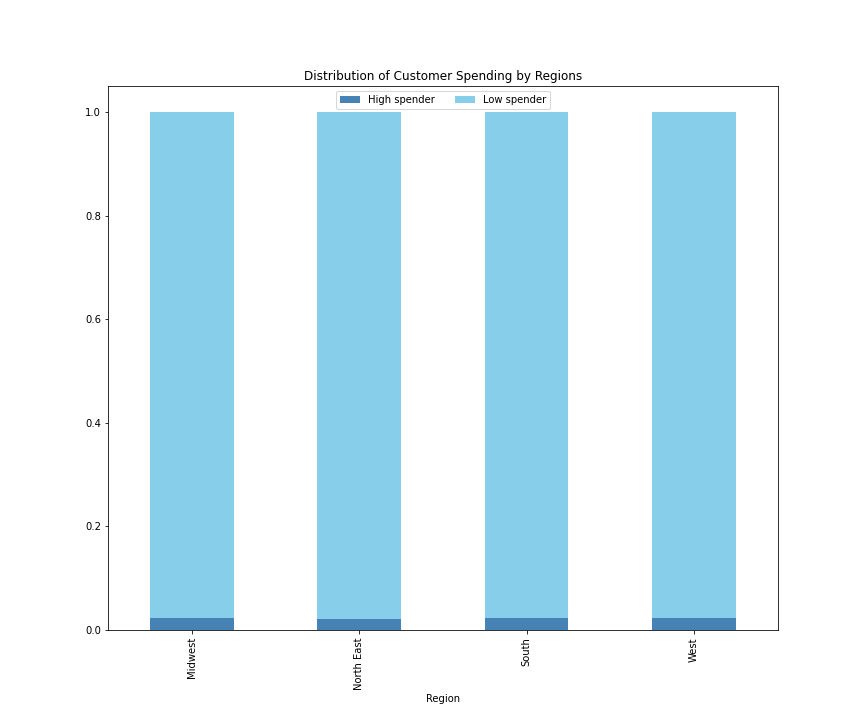 Distribution of Customer Spending by Regions
High spender
Low spender
1.0
0.8
0.6
0.4
0.2
0.0
Midwest
North East
South
West
Region